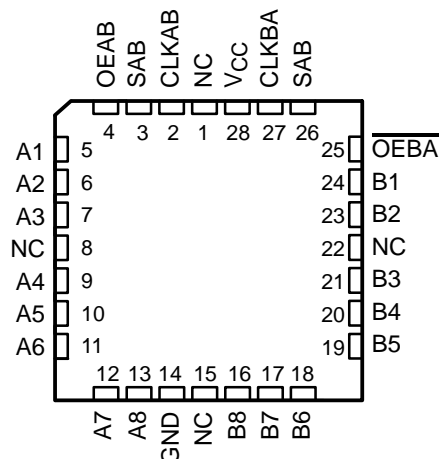 OEAB SAB CLKAB NC VCC CLKBA SAB
4 3 2 1 28 27 26
A1 5 25 OEBA
A2 6 24 B1
A3 7 23 B2
NC 8 22 NC
A4 9 21 B3
A5 10 20 B4
A6 11 19 B5
12 13 14 15 16 17 18
A7 A8 GND NC B8 B7 B6